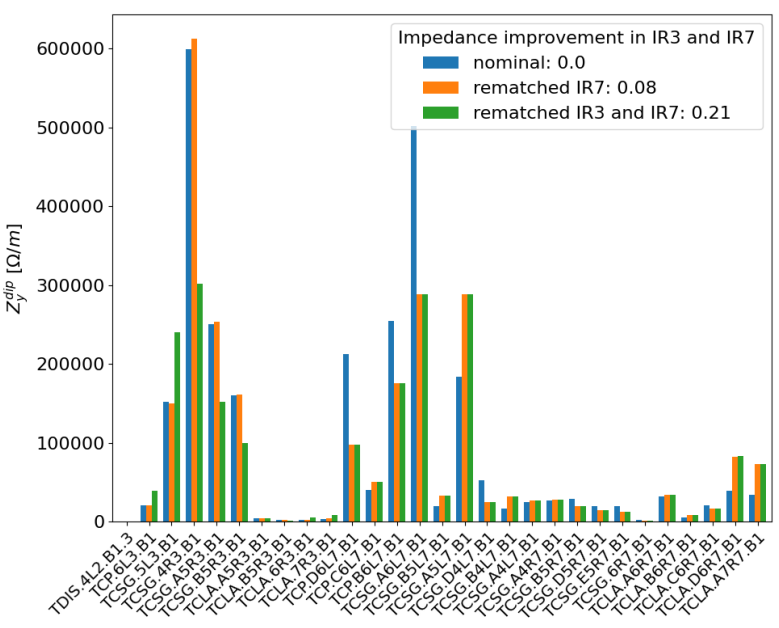 Impedance improvement in IR3 and IR7
nominal: 0.0
rematched IR7: 0.08
rematched IR3 and IR7: 0.21
Z_y^{dip} [Ω/m]
600000
500000
400000
300000
200000
100000
0
TDIS.4L2.B1.3
TCP.6L3.B1
TCSG.5L3.B1
TCSG.4R3.B1
TCSG.A5R3.B1
TCSG.B5R3.B1
TCLA.A5R3.B1
TCLA.B5R3.B1
TCLA.6R3.B1
TCLA.7R3.B1
TCP.D6L7.B1
TCP.C6L7.B1
TCP.B6L7.B1
TCSG.A6L7.B1
TCSG.B5L7.B1
TCSG.A5L7.B1
TCSG.D4L7.B1
TCSG.B4L7.B1
TCSG.A4L7.B1
TCSG.A4R7.B1
TCSG.B5R7.B1
TCSG.D5R7.B1
TCSG.E5R7.B1
TCSG.6R7.B1
TCLA.A6R7.B1
TCLA.B6R7.B1
TCLA.C6R7.B1
TCLA.D6R7.B1
TCLA.A7R7.B1